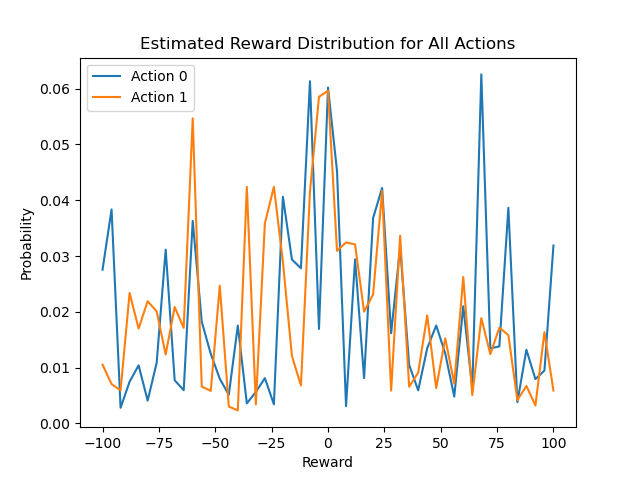 Estimated Reward Distribution for All Actions
Action 0
Action 1
0.06
0.05
0.04
0.03
0.02
0.01
0.00
Probability
−100 −75 −50 −25 0 25 50 75 100
Reward